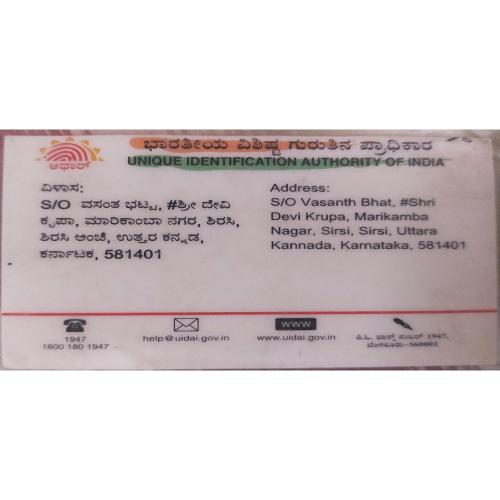 ಭಾರತೀಯ ವಿಶಿಷ್ಟ ಗುರುತಿನ ಪ್ರಾಧಿಕಾರ
UNIQUE IDENTIFICATION AUTHORITY OF INDIA
ಆಧಾರ್
ವಿಳಾಸ:
S/O ವಸಂತ ಭಟ್ಟ, #ಶ್ರೀ ದೇವಿ
ಕೃಪಾ, ಮಾರಿಕಾಂಬಾ ನಗರ, ಶಿರಸಿ,
ಶಿರಸಿ ಅಂಚೆ, ಉತ್ತರ ಕನ್ನಡ,
ಕರ್ನಾಟಕ, 581401
Address:
S/O Vasanth Bhat, #Shri
Devi Krupa, Marikamba
Nagar, Sirsi, Sirsi, Uttara
Kannada, Karnataka, 581401
1947
1800 180 1947
help@uidai.gov.in
WWW
www.uidai.gov.in
ಪಿ.ಬಿ. ಬಾಕ್ಸ್ ನಂಬರ್ 1947,
ಬೆಂಗಳೂರು-560001